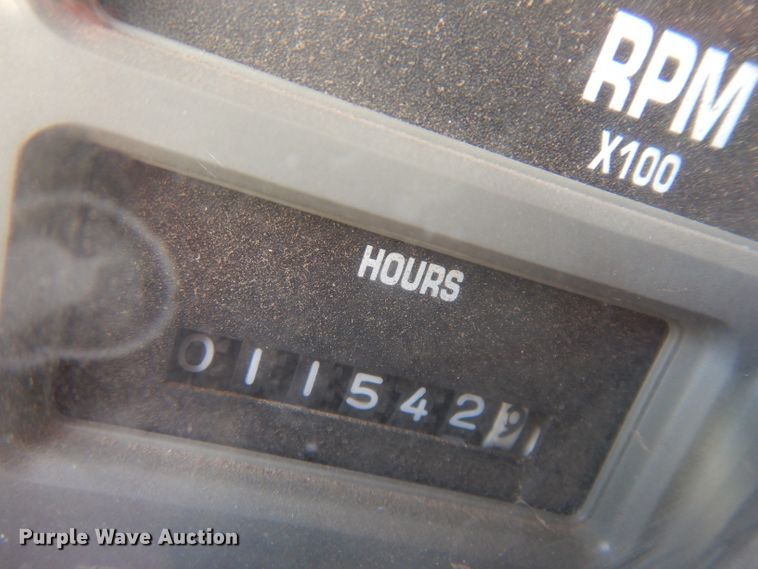 RPM
X100
HOURS
011542
Purple Wave Auction